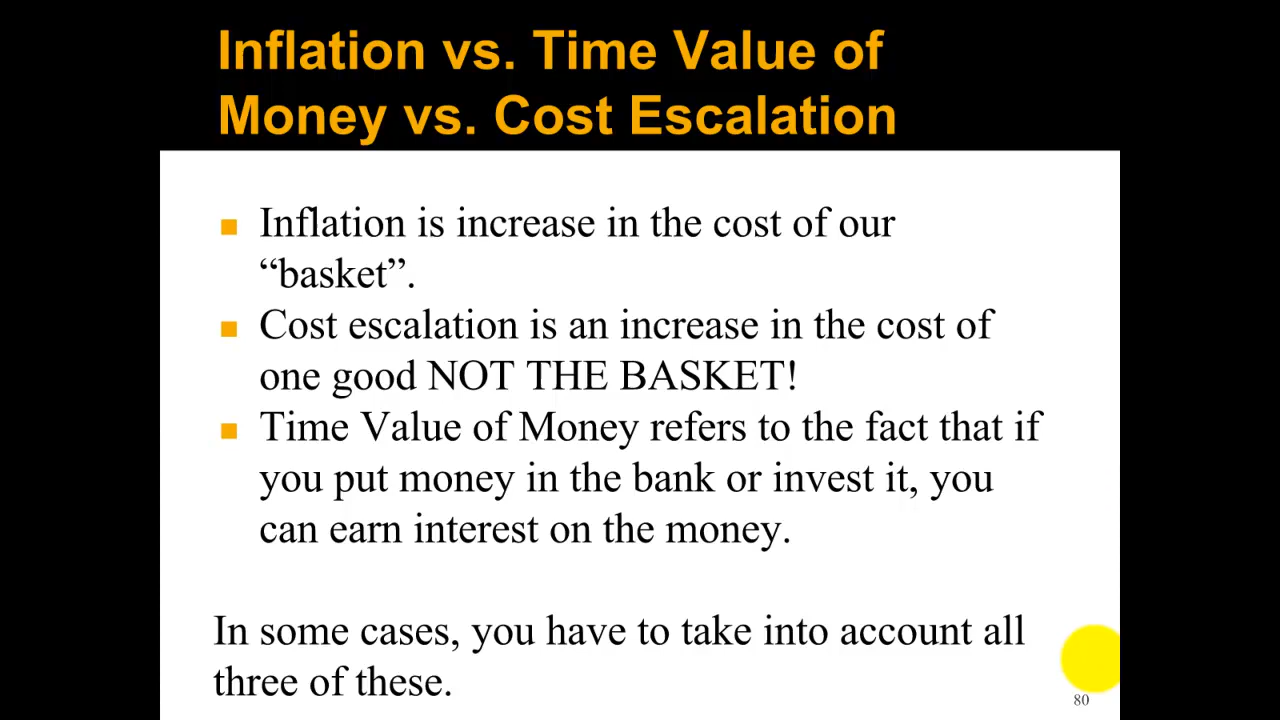 Inflation vs. Time Value of
Money vs. Cost Escalation
Inflation is increase in the cost of our
“basket”.
Cost escalation is an increase in the cost of
one good NOT THE BASKET!
Time Value of Money refers to the fact that if
you put money in the bank or invest it, you
can earn interest on the money.
In some cases, you have to take into account all
three of these.
80